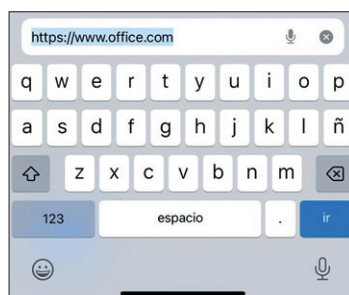 https://www.office.com
q w e r t y u i o p
a s d f g h j k l ñ
z x c v b n m
123 espacio . ir